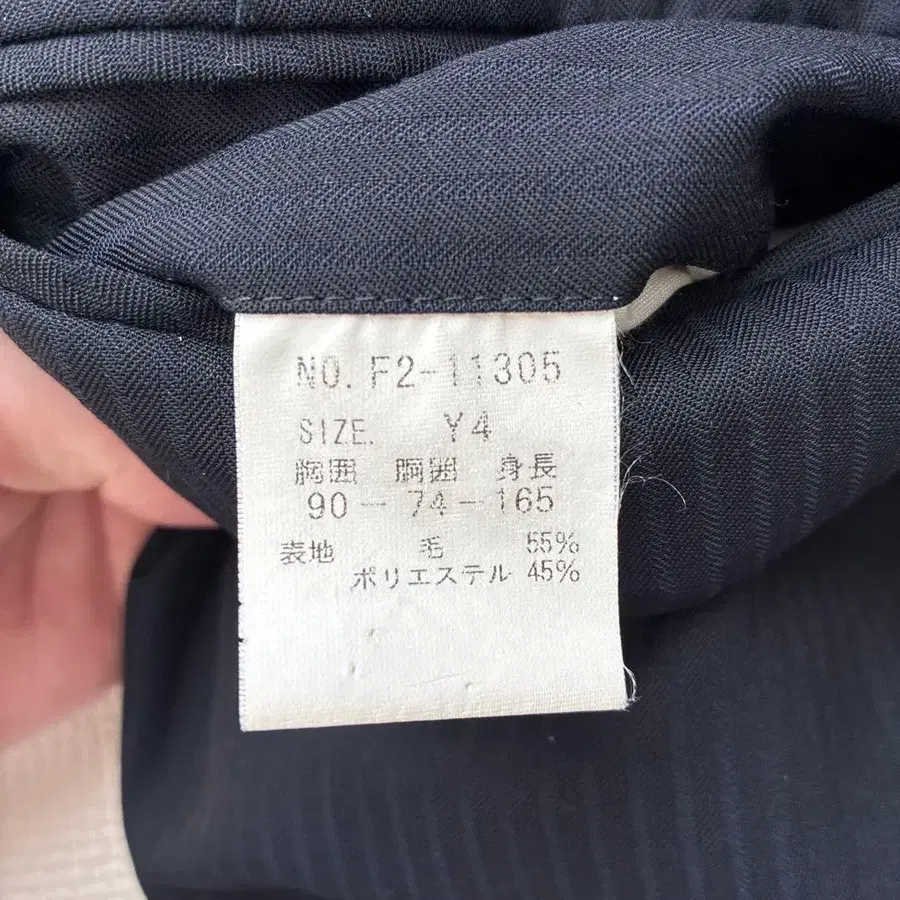 NO. F2-11305
SIZE. Y4
胸囲 胴囲 身長
90-74-165
表地 毛 55%
ポリエステル 45%